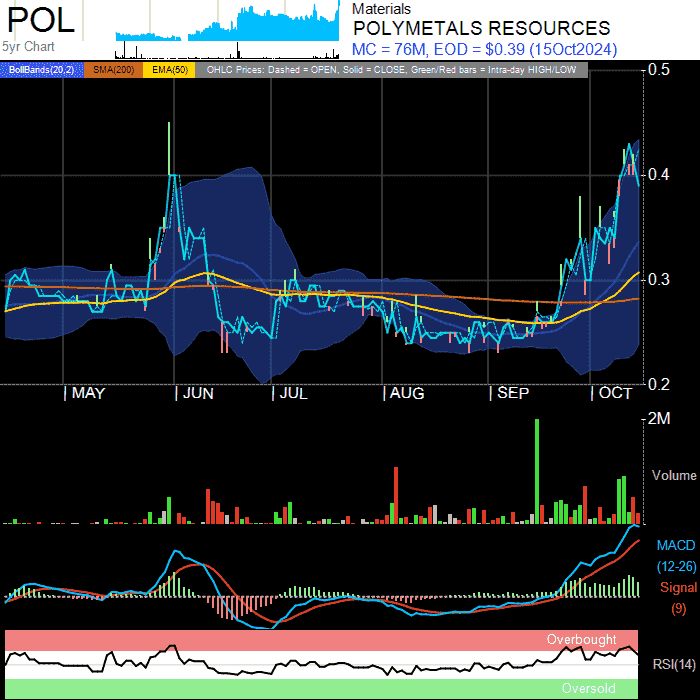 POL
5yr Chart
Materials
POLYMETALS RESOURCES
MC = 76M, EOD = $0.39 (15Oct2024)
BollBands(20,2) SMA(200) EMA(50) OHLC Prices: Dashed = OPEN, Solid = CLOSE, Green/Red bars = Intra-day HIGH/LOW
0.5
0.4
0.3
0.2
MAY JUN JUL AUG SEP OCT
2M
Volume
MACD
(12-26)
Signal
(9)
Overbought
RSI(14)
Oversold